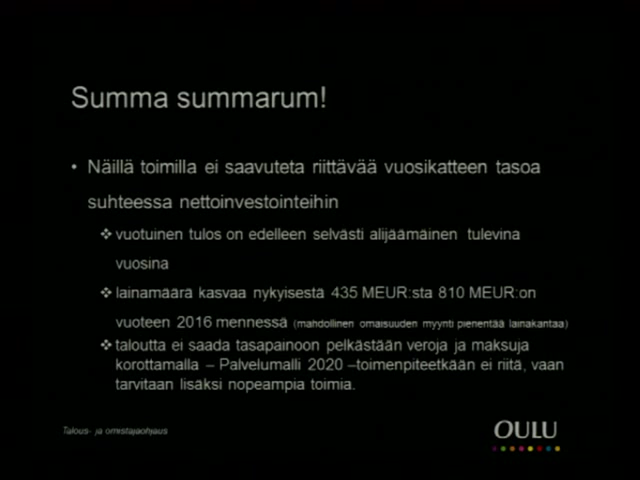 Summa summarum!
• Näillä toimilla ei saavuteta riittävää vuosikatteen tasoa
suhteessa nettoinvestointeihin
❖ vuotuinen tulos on edelleen selvästi alijäämäinen tulevina
vuosina
❖ lainamäärä kasvaa nykyisestä 435 MEUR:sta 810 MEUR:on
vuoteen 2016 mennessä (mahdollinen omaisuuden myynti pienentää lainakantaa)
❖ taloutta ei saada tasapainoon pelkästään veroja ja maksuja
korottamalla – Palvelumalli 2020 –toimenpiteetkään ei riitä, vaan
tarvitaan lisäksi nopeampia toimia.
Talous- ja omistajaohjaus
OULU